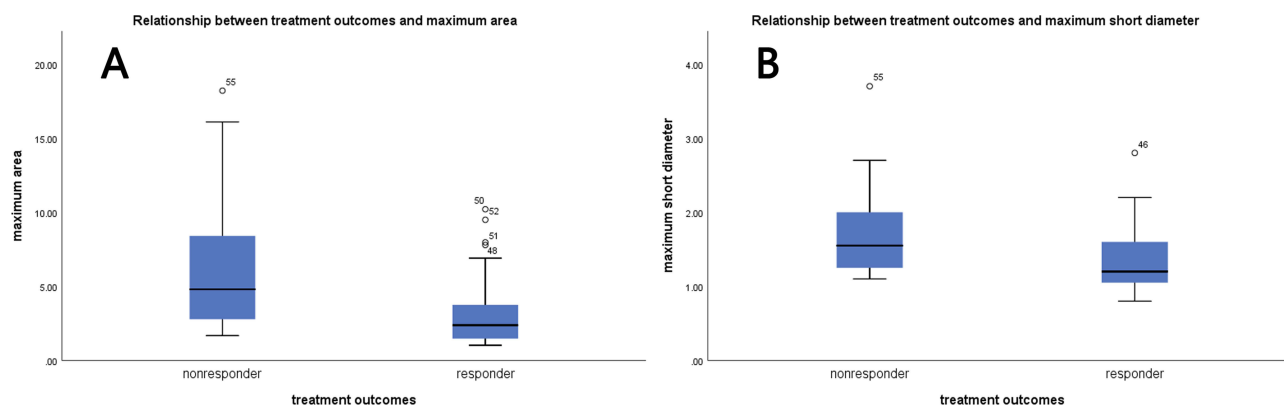 Relationship between treatment outcomes and maximum area
A
20.00
15.00
10.00
5.00
.00
maximum area
55
50
52
51
48
nonresponder
responder
treatment outcomes
Relationship between treatment outcomes and maximum short diameter
B
4.00
3.00
2.00
1.00
.00
maximum short diameter
55
46
nonresponder
responder
treatment outcomes